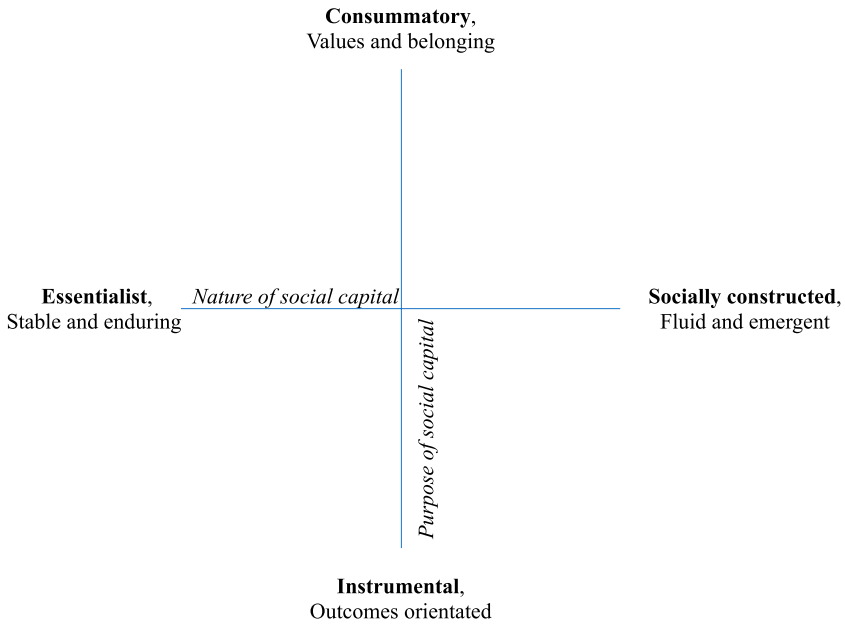 Consummatory,
Values and belonging
Essentialist,
Stable and enduring
Nature of social capital
Socially constructed,
Fluid and emergent
Purpose of social capital
Instrumental,
Outcomes orientated